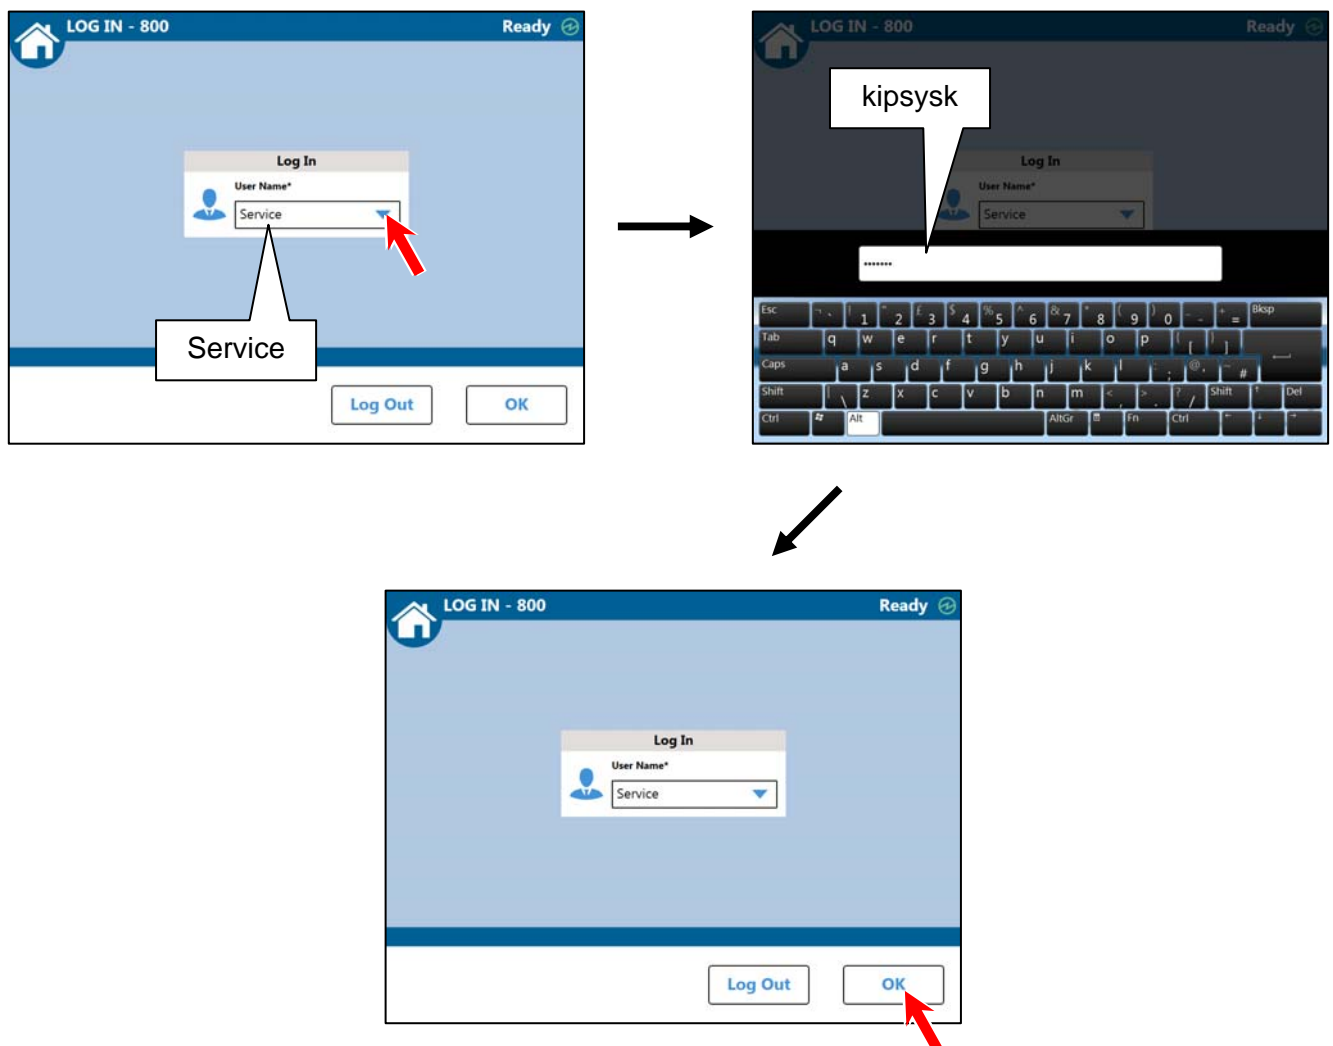 LOG IN - 800 Ready
Log In
User Name*
Service
Service
Log Out OK
LOG IN - 800 Ready
kipsysk
Log In
User Name*
Service
.......
Esc ¬ ` ! 1 " 2 £ 3 $ 4 % 5 ^ 6 & 7 * 8 ( 9 ) 0 _ - + = Bksp
Tab q w e r t y u i o p { [ } ]
Caps a s d f g h j k l : ; @ , ~ #
Shift | \ z x c v b n m < , > . ? / Shift ↑ Del
Ctrl Alt AltGr Fn Ctrl ← ↓ →
LOG IN - 800 Ready
Log In
User Name*
Service
Log Out OK